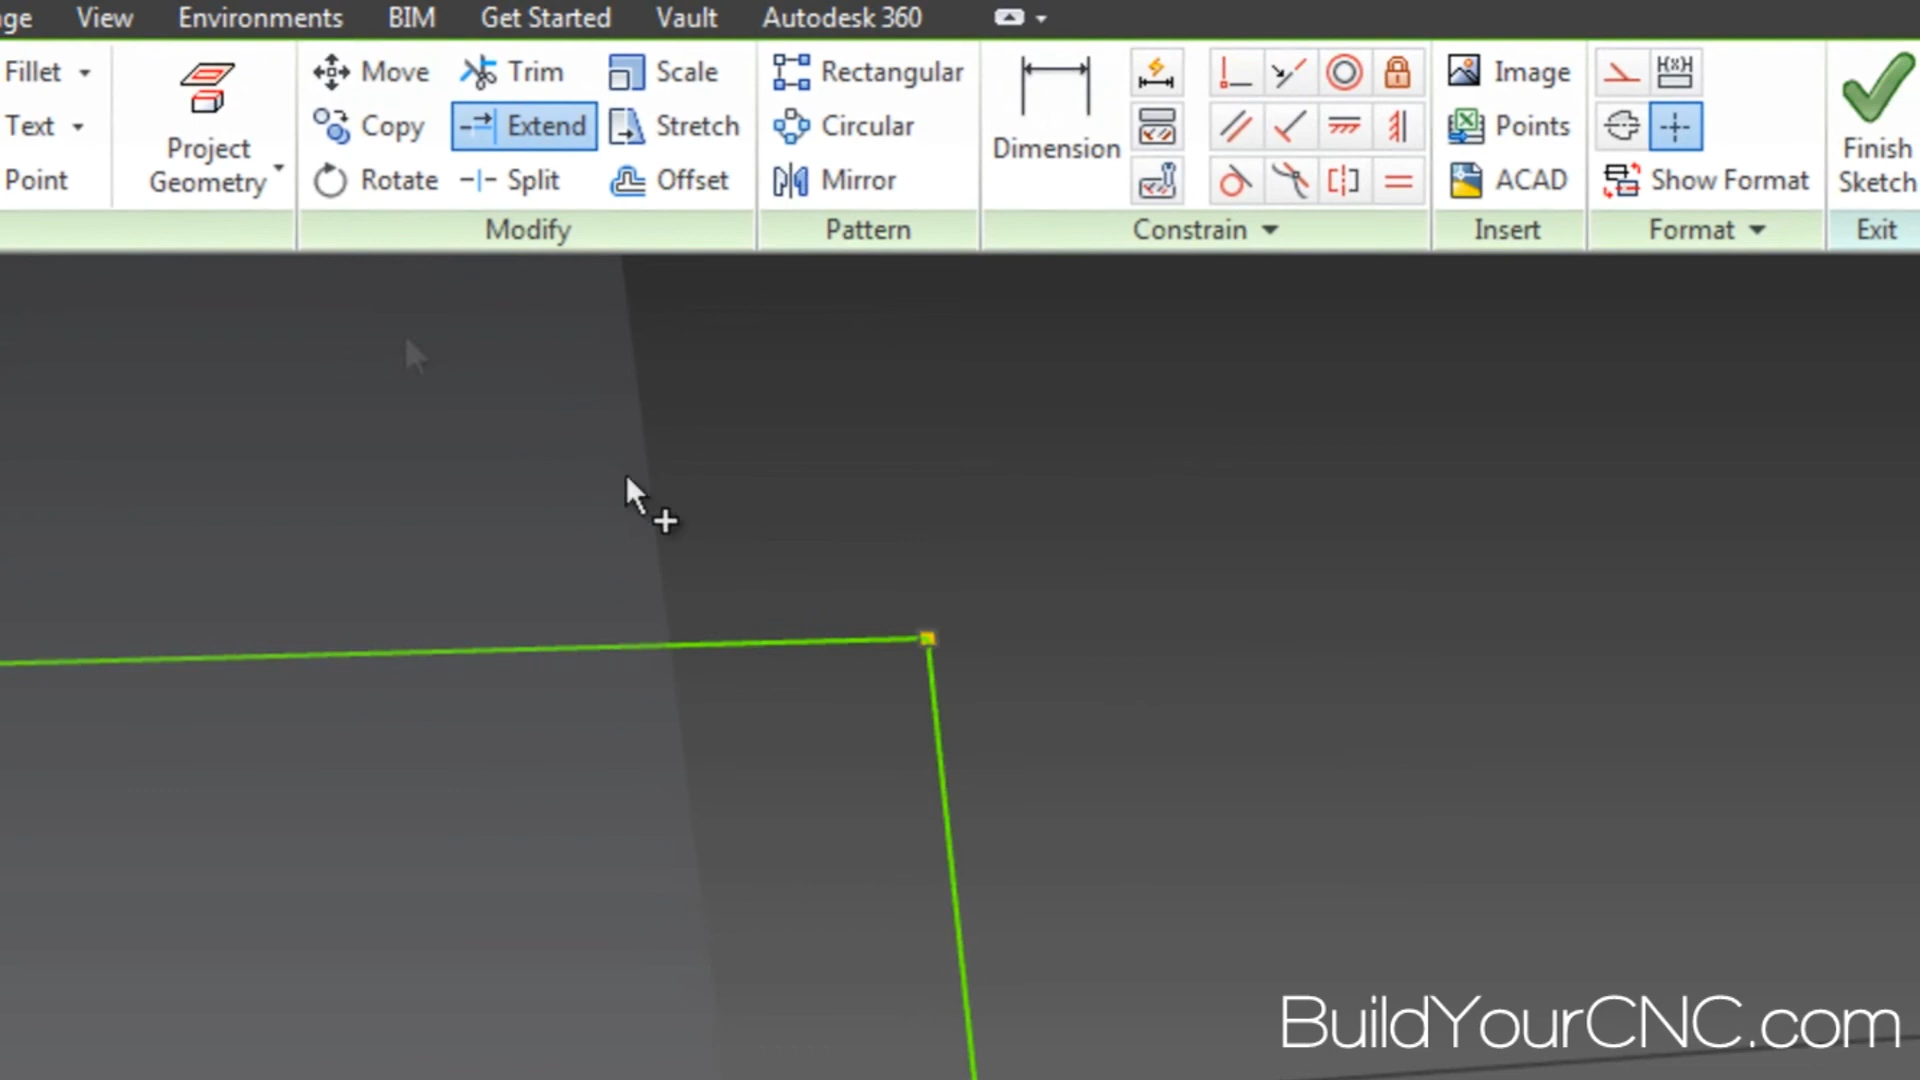 ge View Environments BIM Get Started Vault Autodesk 360
Fillet Move Trim Scale Rectangular Image
Text Copy Extend Stretch Circular Points
Project Geometry
Dimension
Point Rotate Split Offset Mirror ACAD Show Format
Finish Sketch
Modify Pattern Constrain Insert Format Exit
BuildYourCNC.com